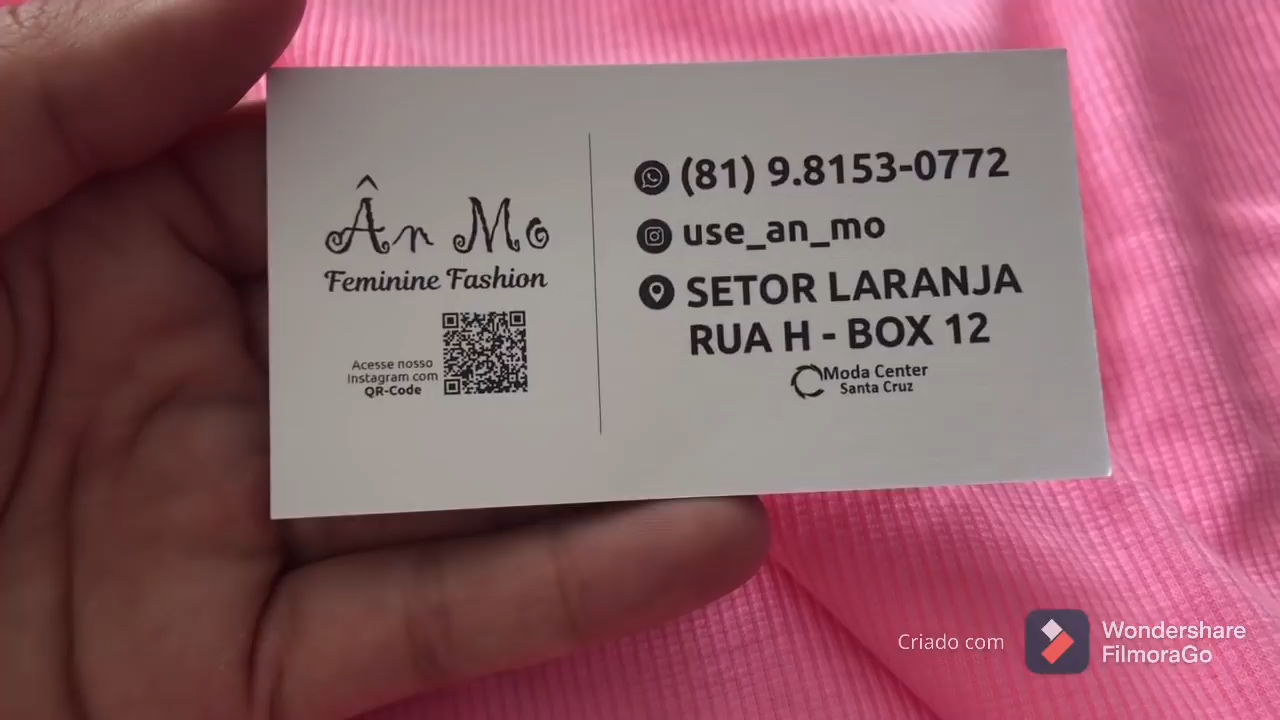 Ân Mo
Feminine Fashion
Acesse nosso
Instagram com
QR-Code
(81) 9.8153-0772
use_an_mo
SETOR LARANJA
RUA H - BOX 12
Moda Center
Santa Cruz
Criado com
Wondershare
FilmoraGo